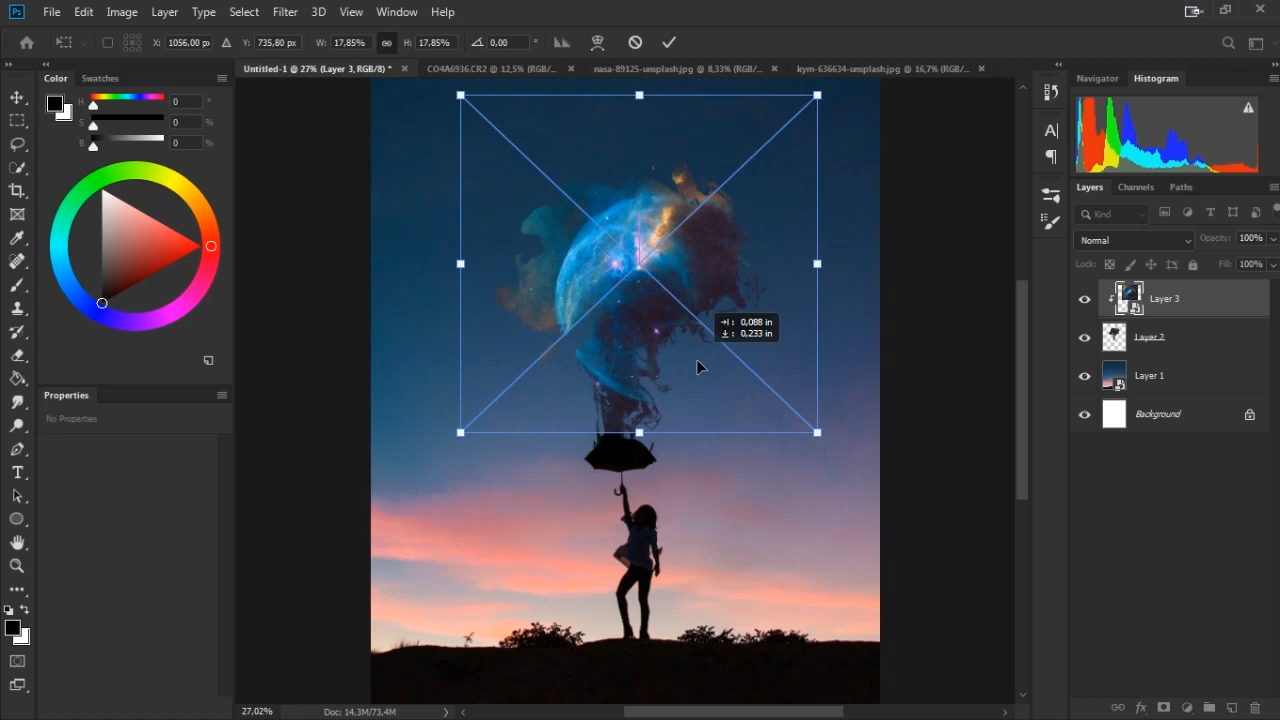 Ps File Edit Image Layer Type Select Filter 3D View Window Help
X: 1056,00 px Y: 735,80 px W: 17,85% H: 17,85% 0,00 °
Untitled-1 @ 27% (Layer 3, RGB/8) * CO4A6936.CR2 @ 12,5% (RGB/... nasa-89125-unsplash.jpg @ 8,33% (RGB/... kym-636634-unsplash.jpg @ 16,7% (RGB/...
Color Swatches
H 0 °
S 0 %
B 0 %
Properties
No Properties
T
0,088 in
0,233 in
27,02% Doc: 14,3M/73,4M
A
Navigator Histogram
Layers Channels Paths
Kind
Normal Opacity: 100%
Lock: Fill: 100%
Layer 3
Layer 2
Layer 1
Background
fx